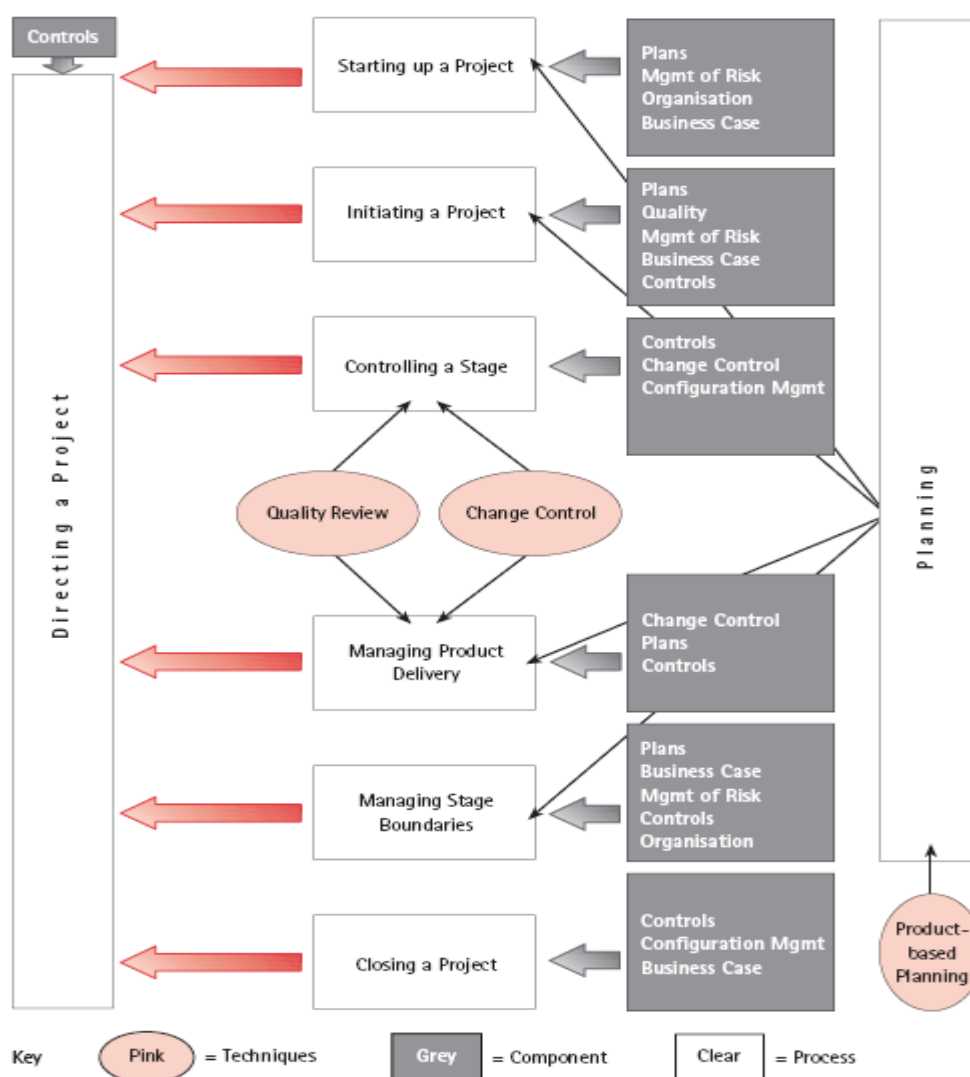 Controls
Directing a Project
Starting up a Project
Plans
Mgmt of Risk
Organisation
Business Case
Initiating a Project
Plans
Quality
Mgmt of Risk
Business Case
Controls
Controlling a Stage
Controls
Change Control
Configuration Mgmt
Planning
Quality Review
Change Control
Managing Product
Delivery
Change Control
Plans
Controls
Managing Stage
Boundaries
Plans
Business Case
Mgmt of Risk
Controls
Organisation
Closing a Project
Controls
Configuration Mgmt
Business Case
Product-
based
Planning
Key
Pink
= Techniques
Grey
= Component
Clear
= Process